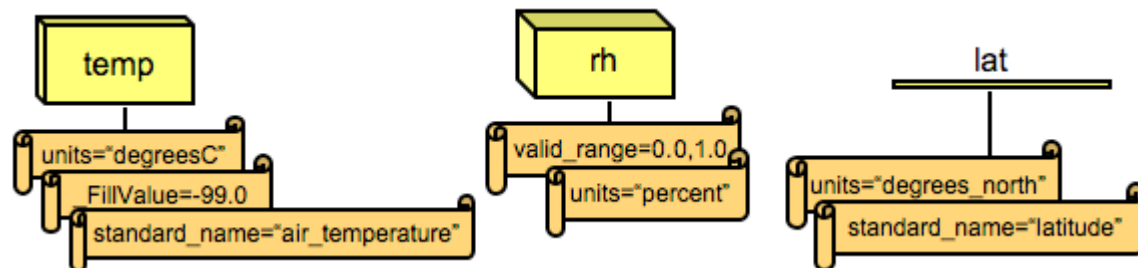 temp
units=“degreesC”
_FillValue=-99.0
standard_name=“air_temperature”
rh
valid_range=0.0,1.0
units=“percent”
lat
units=“degrees_north”
standard_name=“latitude”